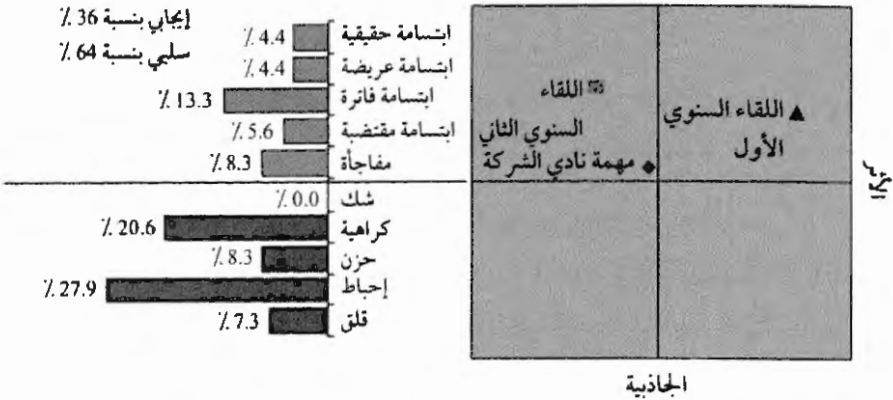 إيجابي بنسبة 36 ٪
سلبي بنسبة 64 ٪
ابتسامة حقيقية 4.4 ٪
ابتسامة عريضة 4.4 ٪
ابتسامة فاترة 13.3 ٪
ابتسامة مقتضبة 5.6 ٪
مفاجأة 8.3 ٪
شك 0.0 ٪
كراهية 20.6 ٪
حزن 8.3 ٪
إحباط 27.9 ٪
قلق 7.3 ٪
الأثر
اللقاء السنوي
الأول
اللقاء
السنوي الثاني
مهمة نادي الشركة
الجاذبية